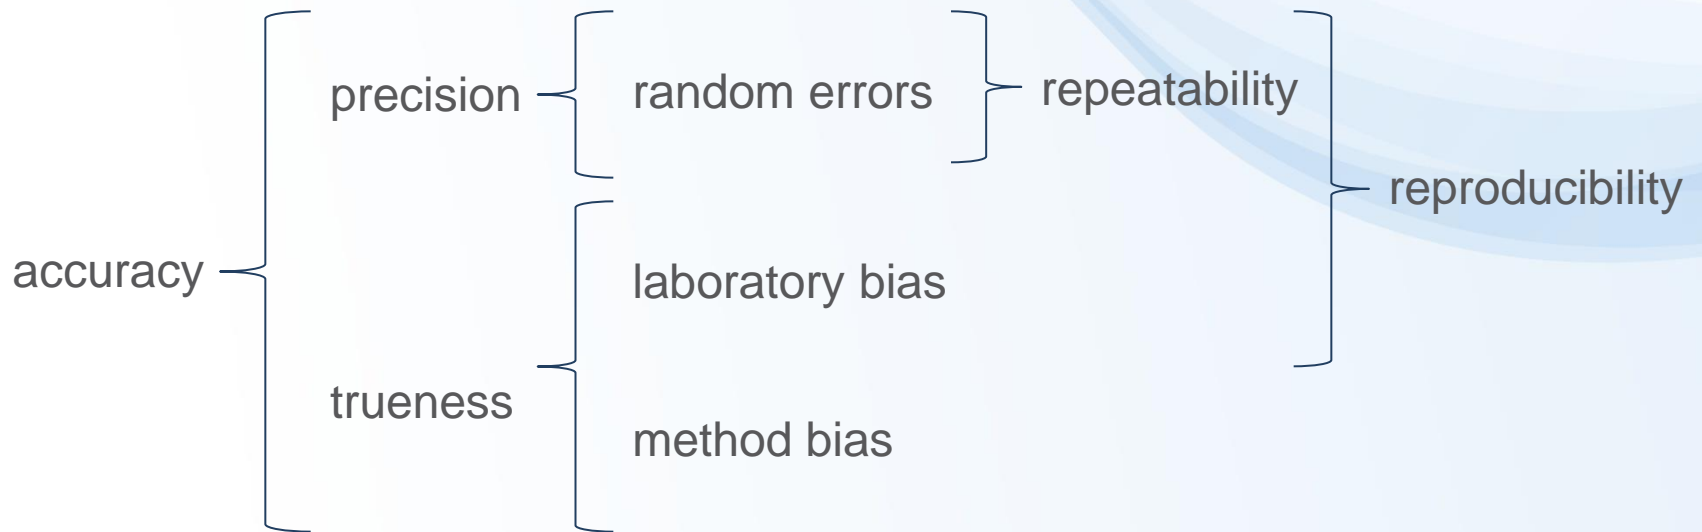 precision
random errors
repeatability
reproducibility
accuracy
laboratory bias
trueness
method bias